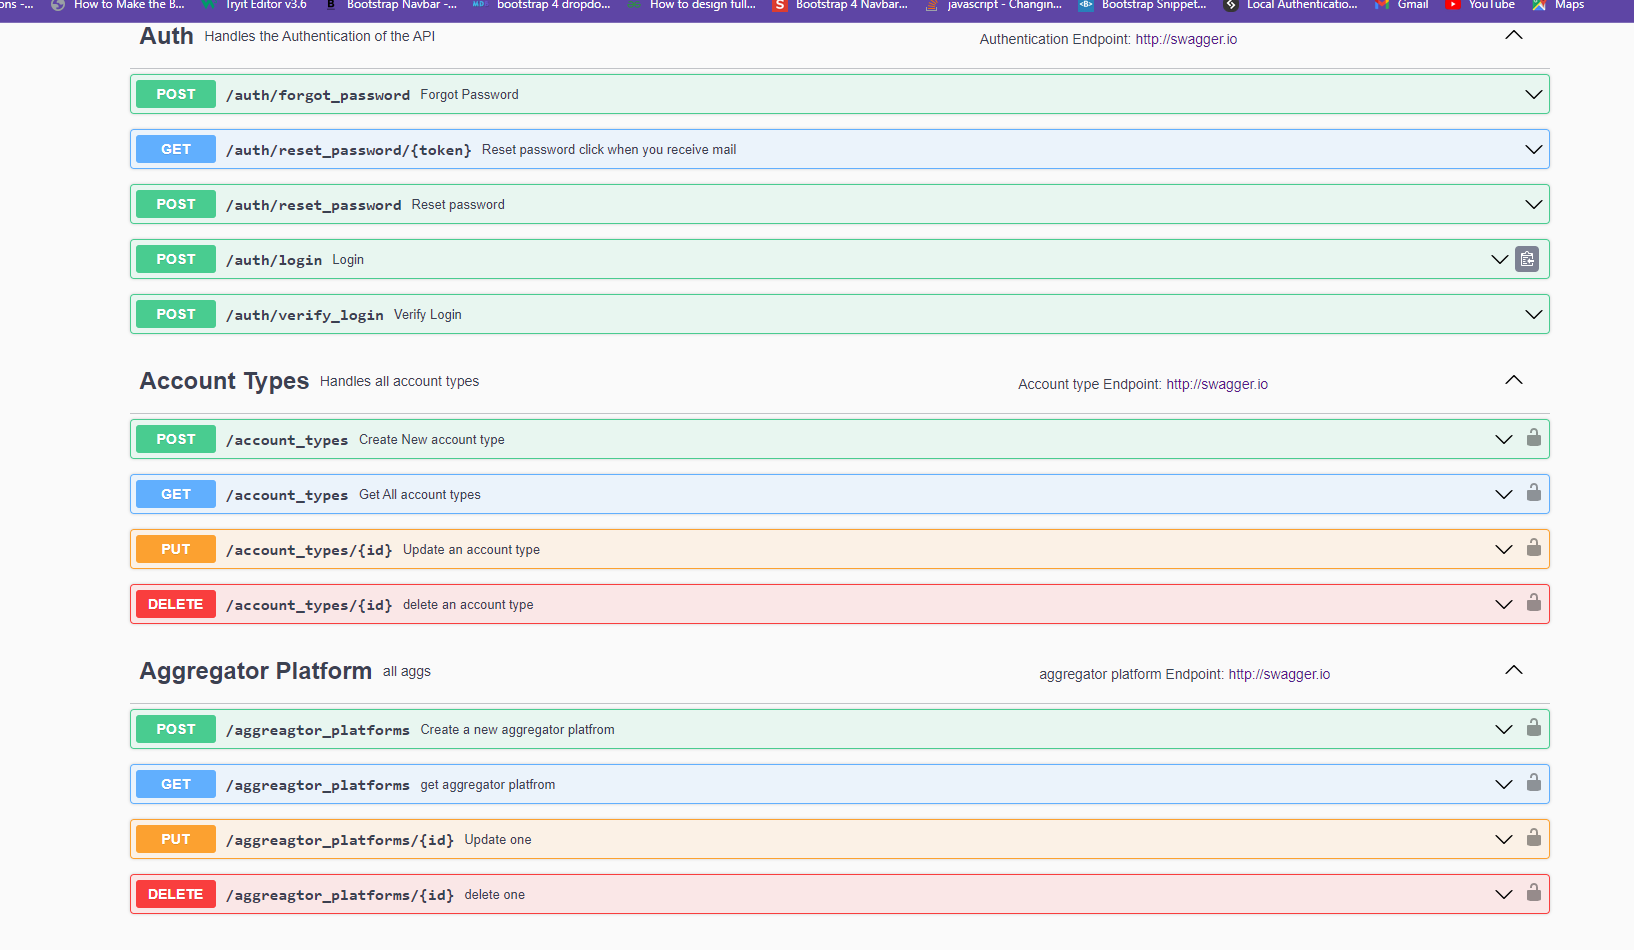 ons -... How to Make the B... Tryit Editor v3.6 Bootstrap Navbar -... bootstrap 4 dropdo... How to design full... Bootstrap 4 Navbar... javascript - Changin... Bootstrap Snippet... Local Authenticatio... Gmail YouTube Maps
Auth Handles the Authentication of the API Authentication Endpoint: http://swagger.io
POST /auth/forgot_password Forgot Password
GET /auth/reset_password/{token} Reset password click when you receive mail
POST /auth/reset_password Reset password
POST /auth/login Login
POST /auth/verify_login Verify Login
Account Types Handles all account types Account type Endpoint: http://swagger.io
POST /account_types Create New account type
GET /account_types Get All account types
PUT /account_types/{id} Update an account type
DELETE /account_types/{id} delete an account type
Aggregator Platform all aggs aggregator platform Endpoint: http://swagger.io
POST /aggreagtor_platforms Create a new aggregator platfrom
GET /aggreagtor_platforms get aggregator platfrom
PUT /aggreagtor_platforms/{id} Update one
DELETE /aggreagtor_platforms/{id} delete one